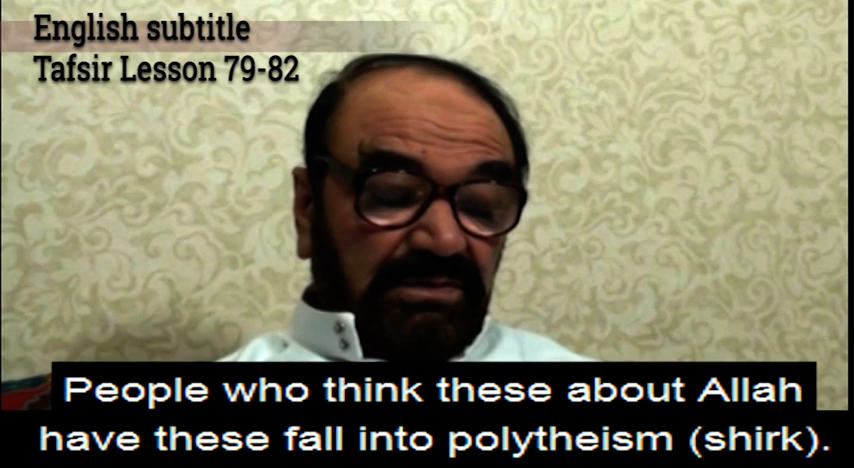 English subtitle
Tafsir Lesson 79-82
People who think these about Allah
have these fall into polytheism (shirk).